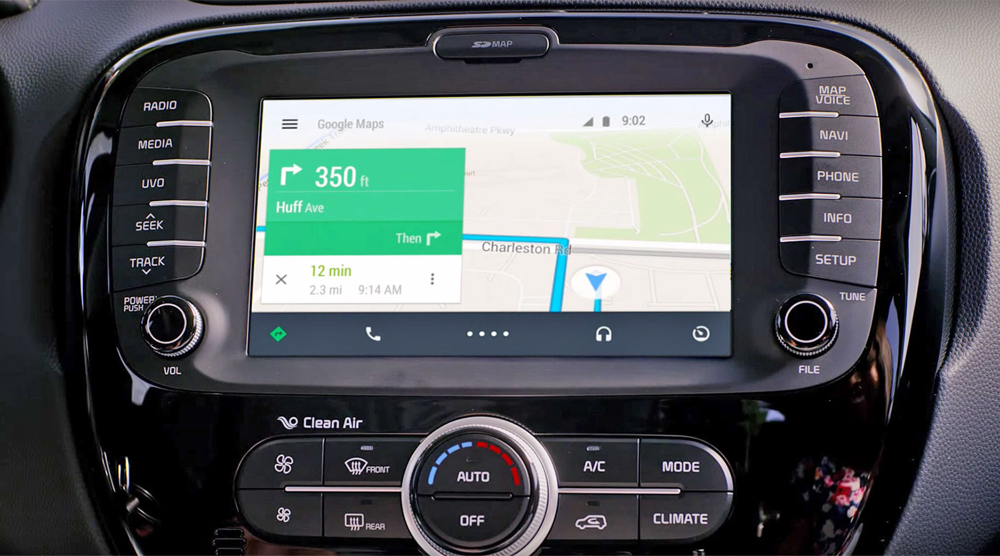 SD MAP
RADIO
MEDIA
UVO
SEEK
TRACK
POWER
PUSH
VOL
Google Maps
9:02
Amphitheatre Pkwy
350 ft
Huff Ave
Then
12 min
2.3 mi 9:14 AM
Charleston Rd
MAP
VOICE
NAVI
PHONE
INFO
SETUP
TUNE
FILE
Clean Air
FRONT
AUTO
A/C
MODE
REAR
OFF
CLIMATE